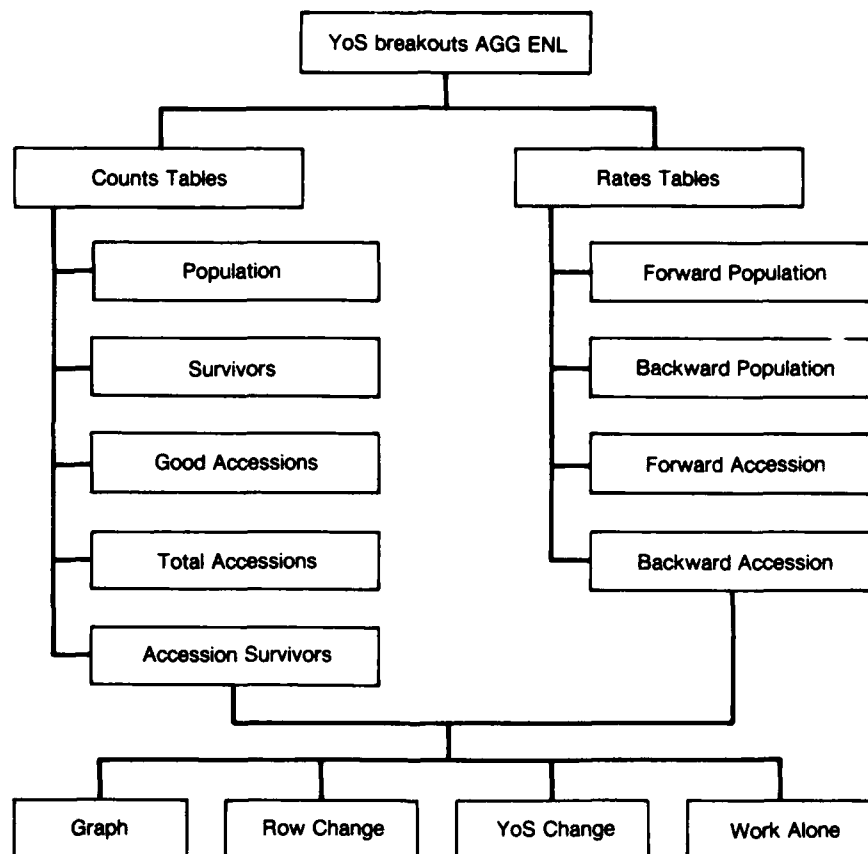 YoS breakouts AGG ENL
Counts Tables
Population
Survivors
Good Accessions
Total Accessions
Accession Survivors
Rates Tables
Forward Population
Backward Population
Forward Accession
Backward Accession
Graph
Row Change
YoS Change
Work Alone